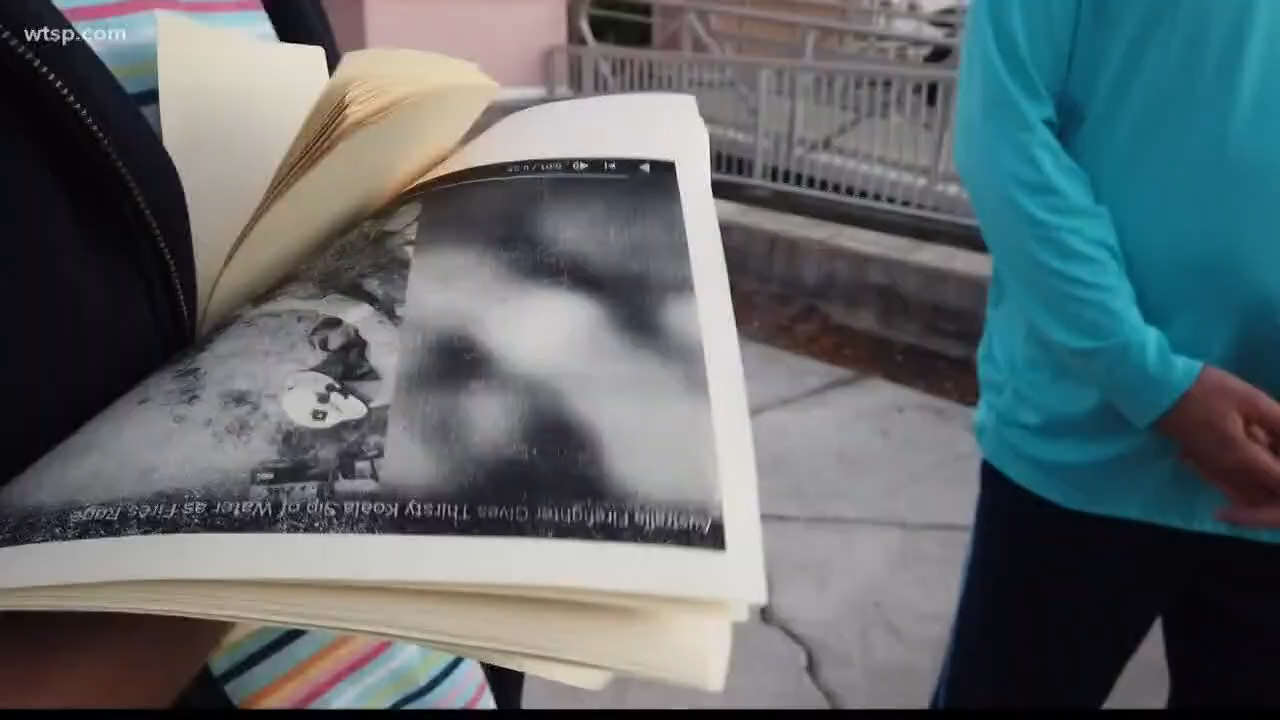 wtsp.com
Australia Firefighter Gives Thirsty Koala Sip of Water as Fires Rage